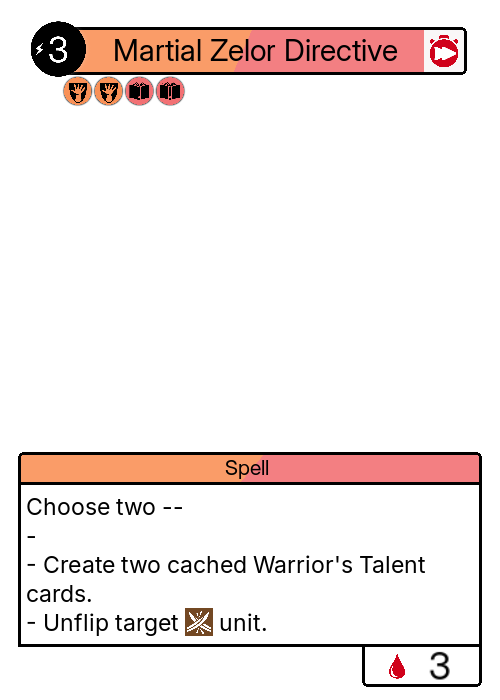 3
Martial Zelor Directive
Spell
Choose two --
-
- Create two cached Warrior's Talent
cards.
- Unflip target unit.
3